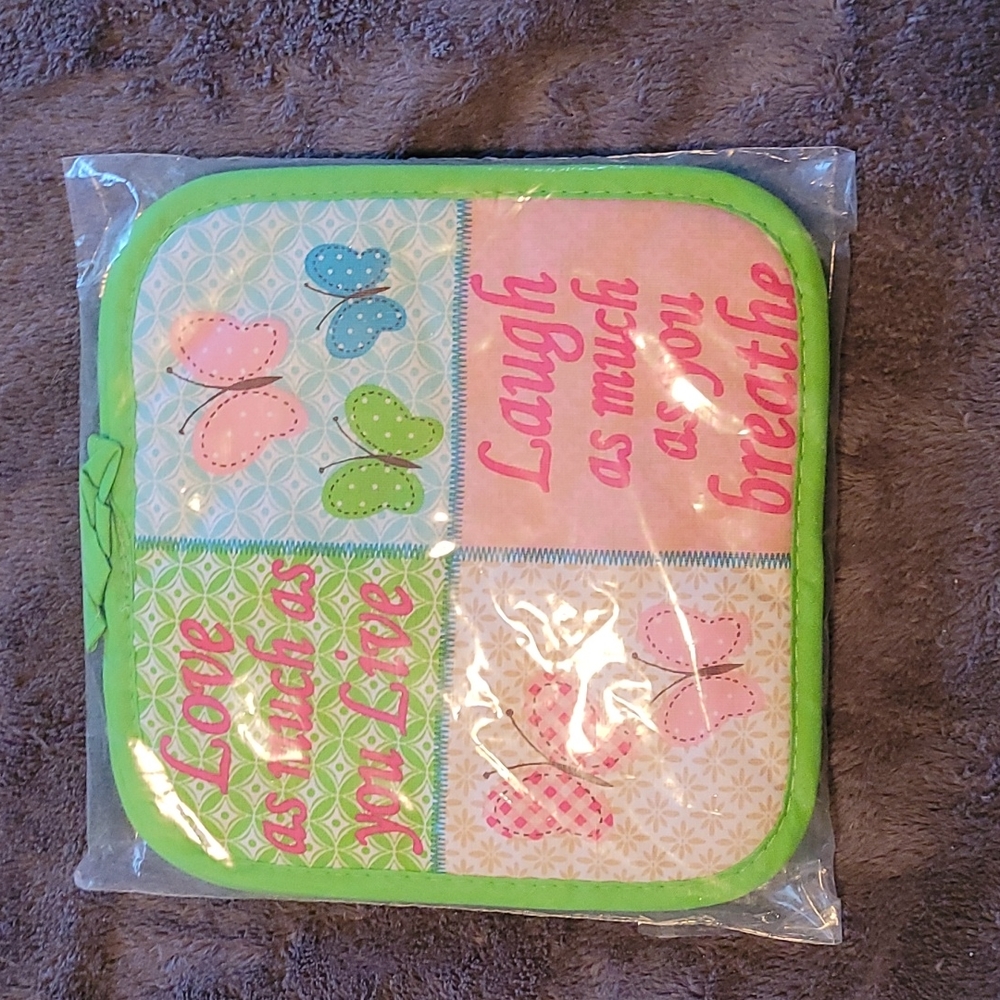 Love
as much as
you Live
Laugh
as much
as you
breathe